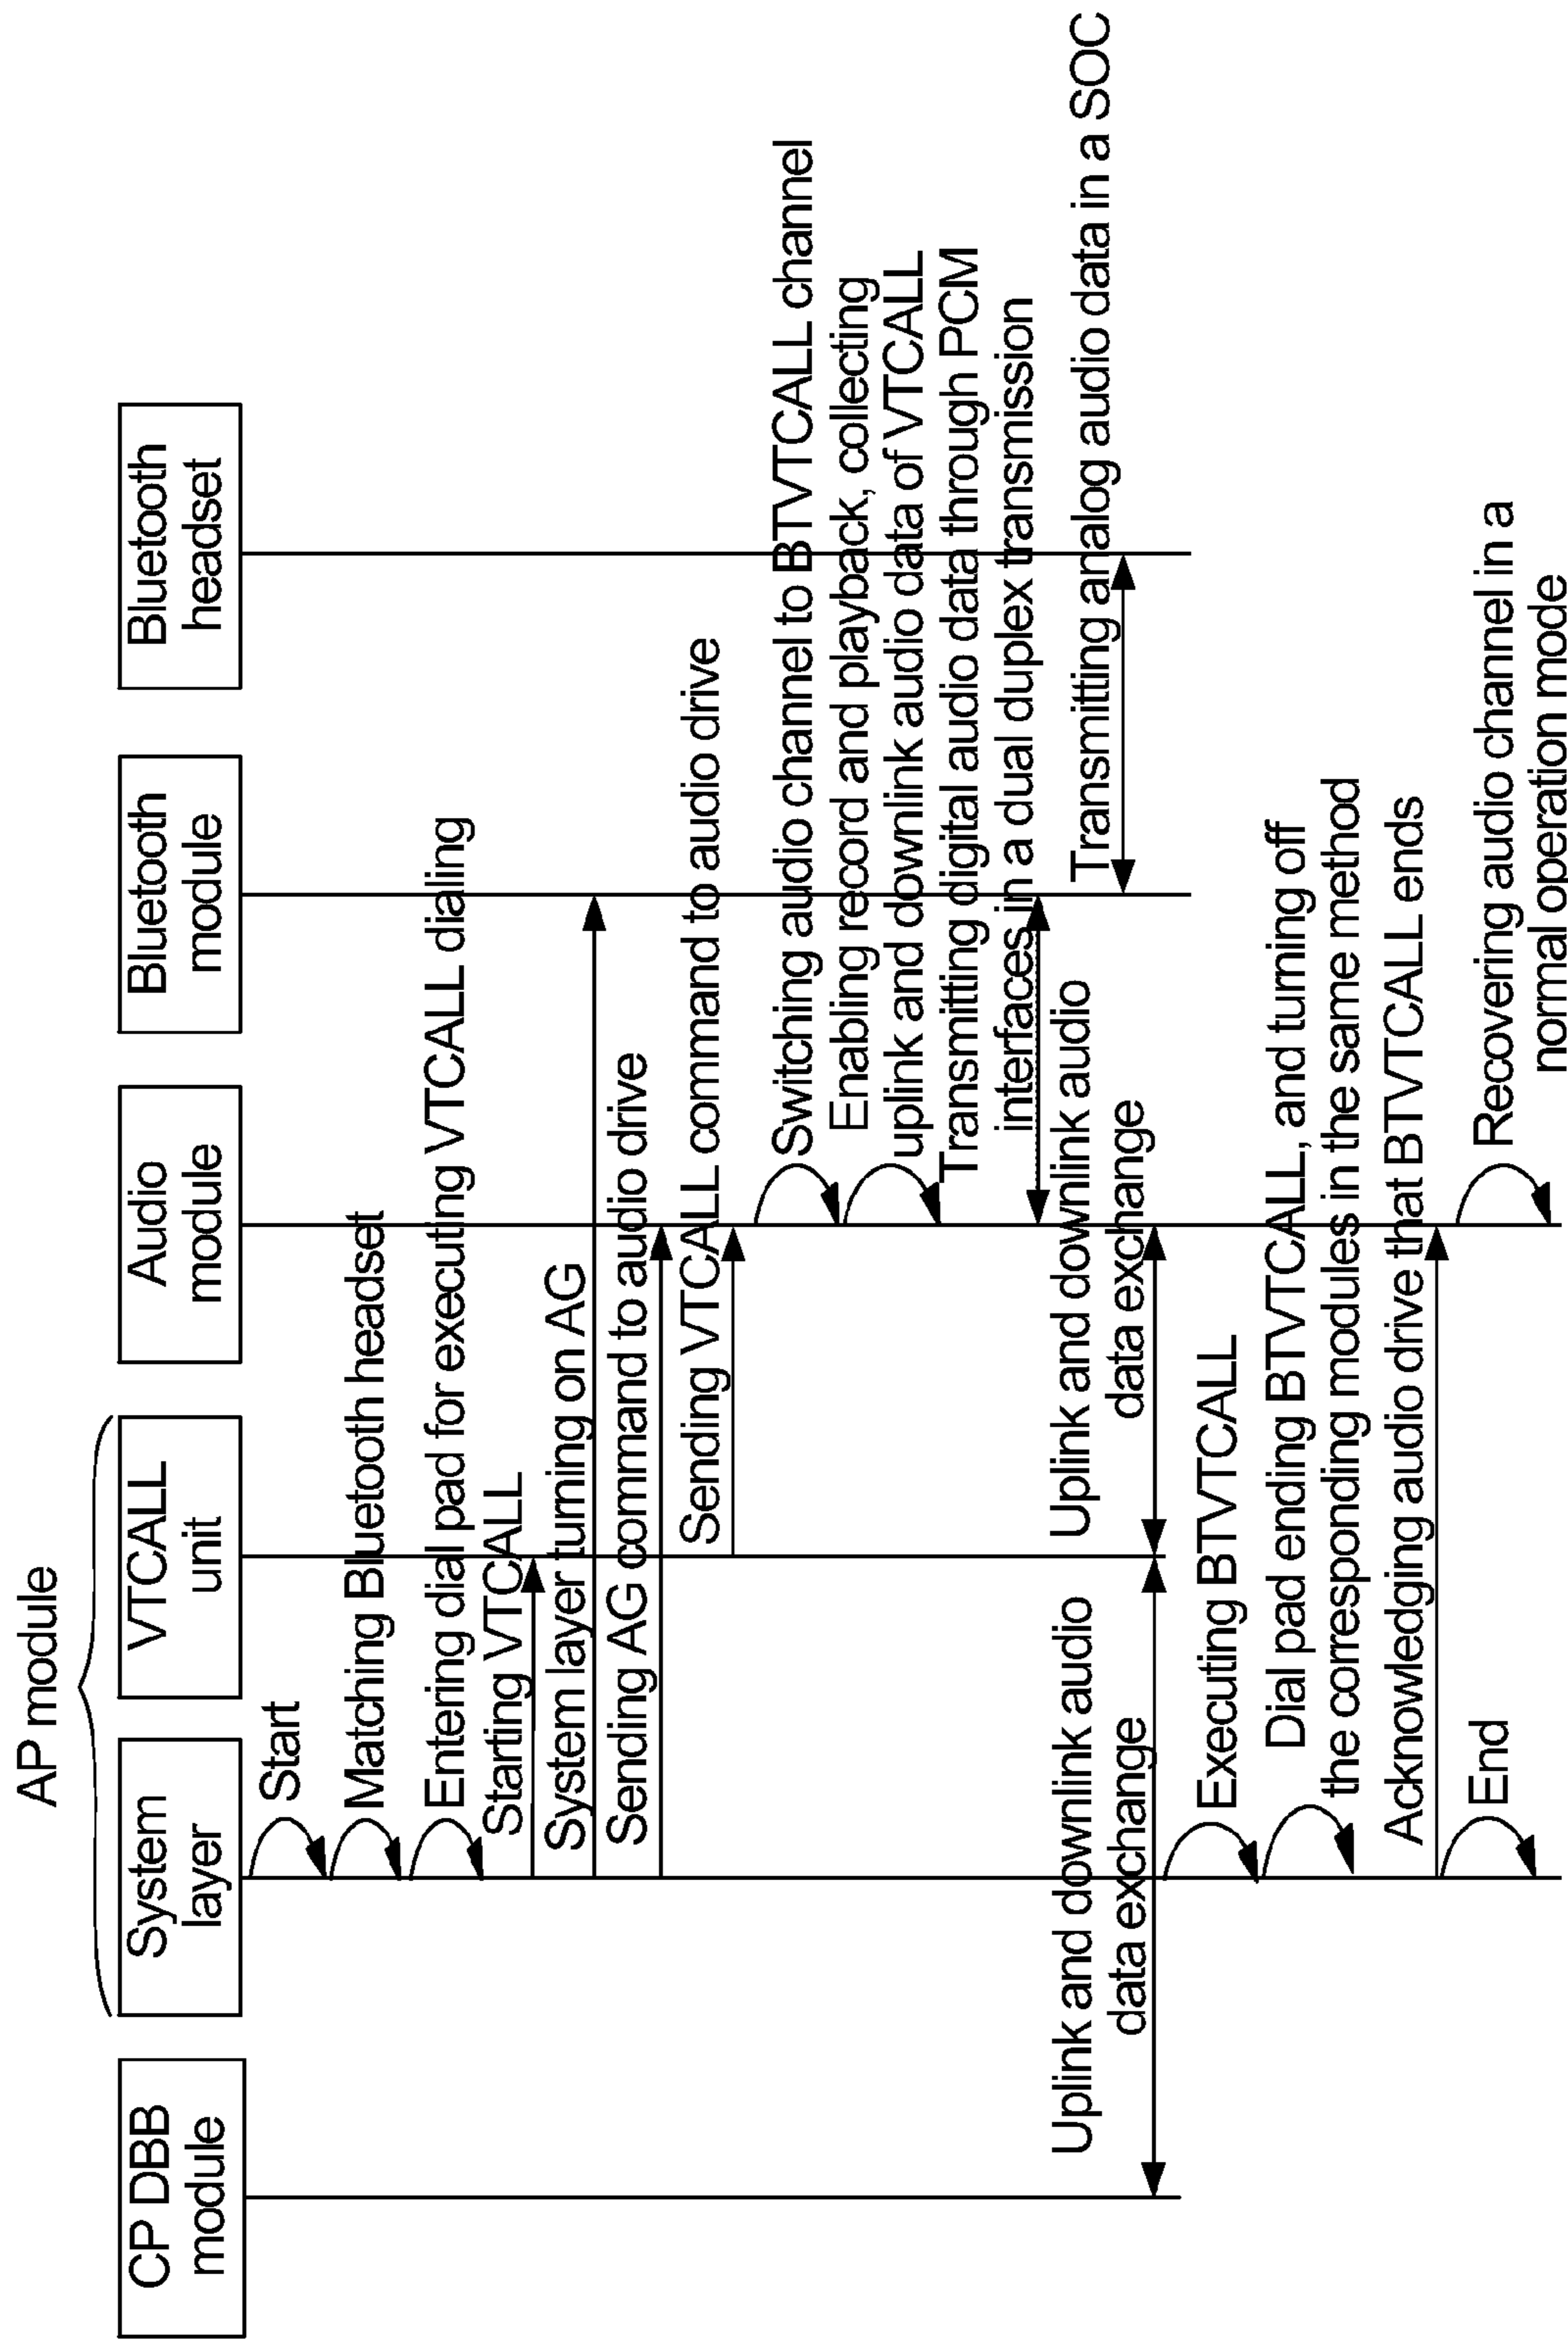 AP module
CP DBB
module
System
layer
VTCALL
unit
Audio
module
Bluetooth
module
Bluetooth
headset
Start
Matching Bluetooth headset
Entering dial pad for executing VTCALL dialing
Starting VTCALL
System layer turning on AG
Sending AG command to audio drive
Sending VTCALL command to audio drive
Switching audio channel to BTVTCALL channel
Enabling record and playback, collecting
uplink and downlink audio data of VTCALL
Transmitting digital audio data through PCM
interfaces in a dual duplex transmission
Uplink and downlink audio
data exchange
Uplink and downlink audio
data exchange
Transmitting analog audio data in a SOC
Executing BTVTCALL
Dial pad ending BTVTCALL, and turning off
the corresponding modules in the same method
Acknowledging audio drive that BTVTCALL ends
End
Recovering audio channel in a
normal operation mode